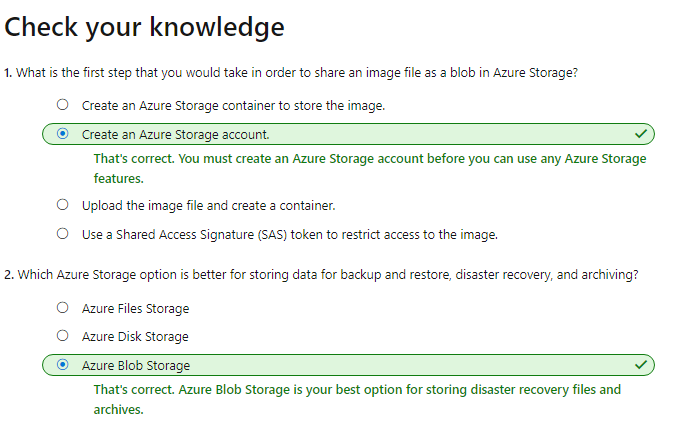 Check your knowledge
1. What is the first step that you would take in order to share an image file as a blob in Azure Storage?
Create an Azure Storage container to store the image.
Create an Azure Storage account.
That's correct. You must create an Azure Storage account before you can use any Azure Storage
features.
Upload the image file and create a container.
Use a Shared Access Signature (SAS) token to restrict access to the image.
2. Which Azure Storage option is better for storing data for backup and restore, disaster recovery, and archiving?
Azure Files Storage
Azure Disk Storage
Azure Blob Storage
That's correct. Azure Blob Storage is your best option for storing disaster recovery files and
archives.